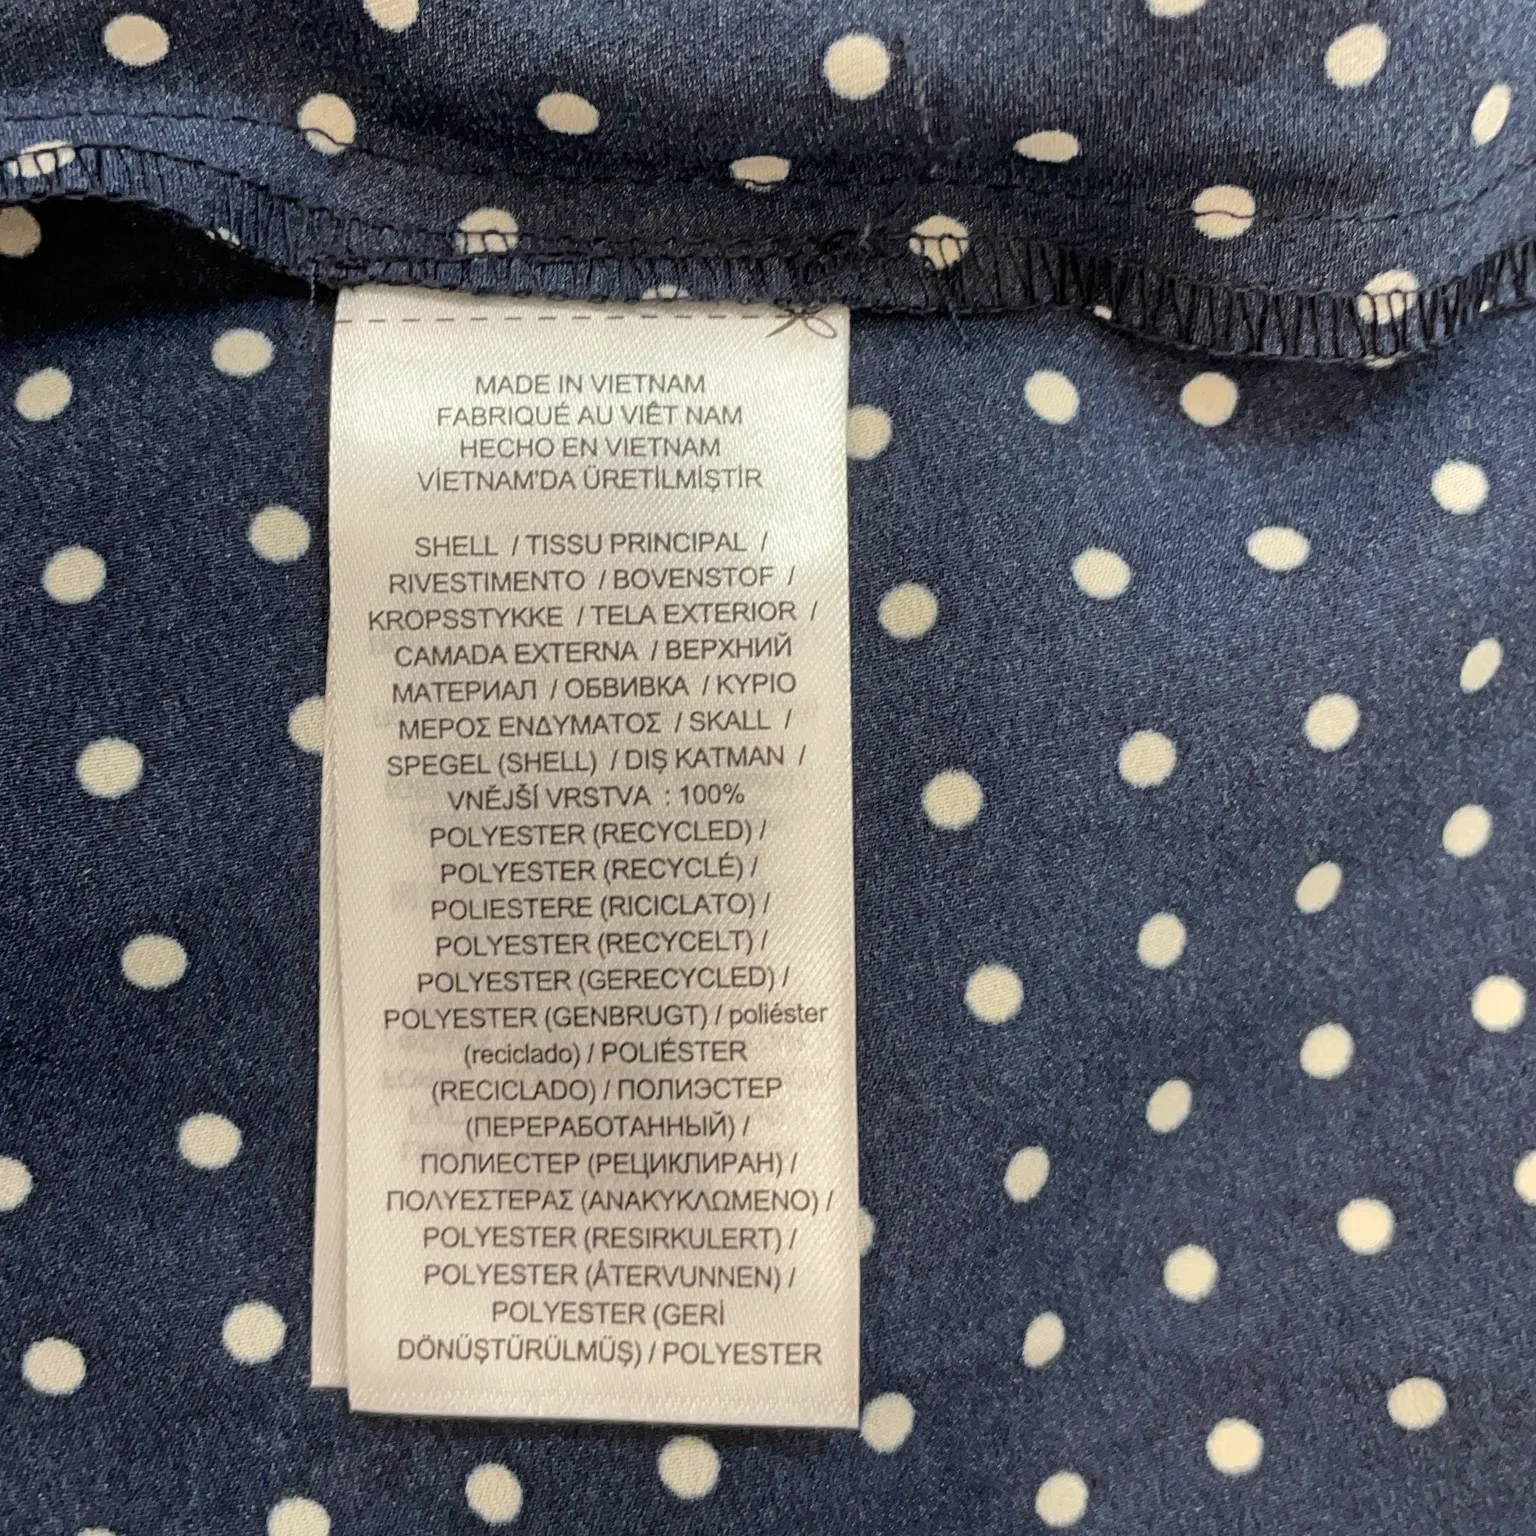 MADE IN VIETNAM
FABRIQUÉ AU VIÊT NAM
HECHO EN VIETNAM
VİETNAM'DA ÜRETİLMİŞTİR
SHELL / TISSU PRINCIPAL /
RIVESTIMENTO / BOVENSTOF /
KROPSSTYKKE / TELA EXTERIOR /
CAMADA EXTERNA / ВЕРХНИЙ
МАТЕРИАЛ / ОБВИВКА / ΚΥΡΙΟ
ΜΕΡΟΣ ΕΝΔΥΜΑΤΟΣ / SKALL /
SPEGEL (SHELL) / DIŞ KATMAN /
VNĚJŠÍ VRSTVA : 100%
POLYESTER (RECYCLED) /
POLYESTER (RECYCLÉ) /
POLIESTERE (RICICLATO) /
POLYESTER (RECYCELT) /
POLYESTER (GERECYCLED) /
POLYESTER (GENBRUGT) / poliéster
(reciclado) / POLIÉSTER
(RECICLADO) / ПОЛИЭСТЕР
(ПЕРЕРАБОТАННЫЙ) /
ПОЛИЕСТЕР (РЕЦИКЛИРАН) /
ΠΟΛΥΕΣΤΕΡΑΣ (ΑΝΑΚΥΚΛΩΜΕΝΟ) /
POLYESTER (RESIRKULERT) /
POLYESTER (ÅTERVUNNEN) /
POLYESTER (GERİ
DÖNÜŞTÜRÜLMÜŞ) / POLYESTER